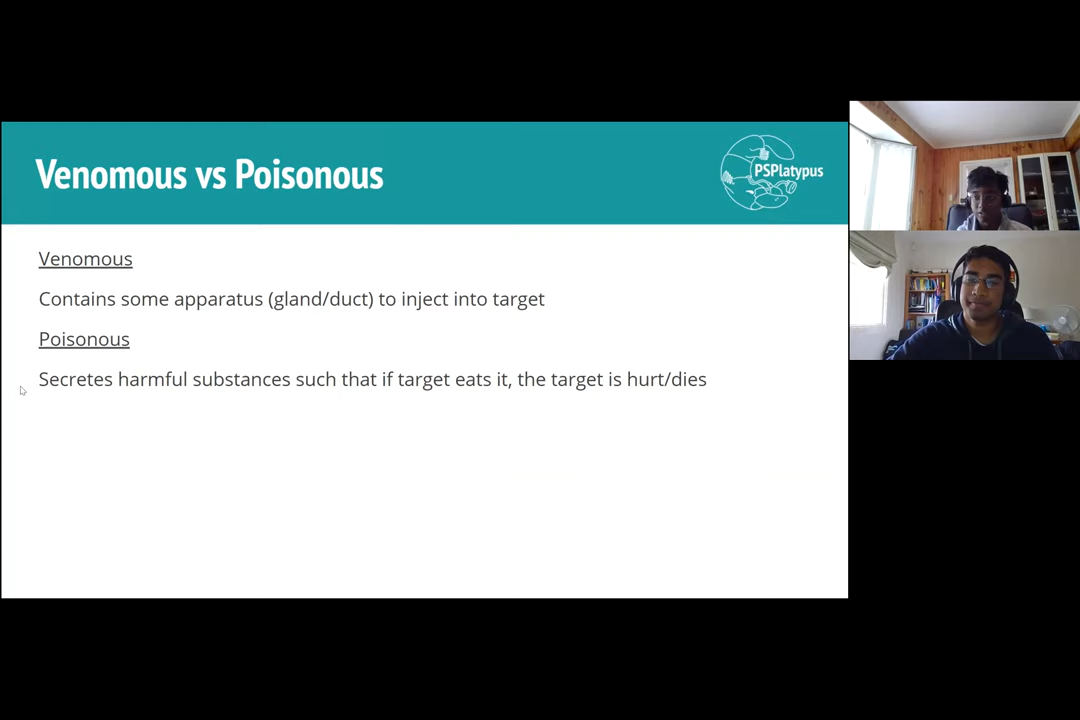 Venomous vs Poisonous
PSPlatypus
Venomous
Contains some apparatus (gland/duct) to inject into target
Poisonous
Secretes harmful substances such that if target eats it, the target is hurt/dies